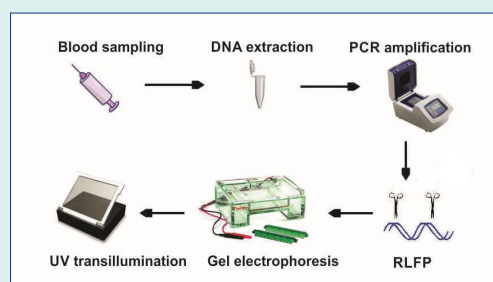 Blood sampling
DNA extraction
PCR amplification
RLFP
Gel electrophoresis
UV transillumination